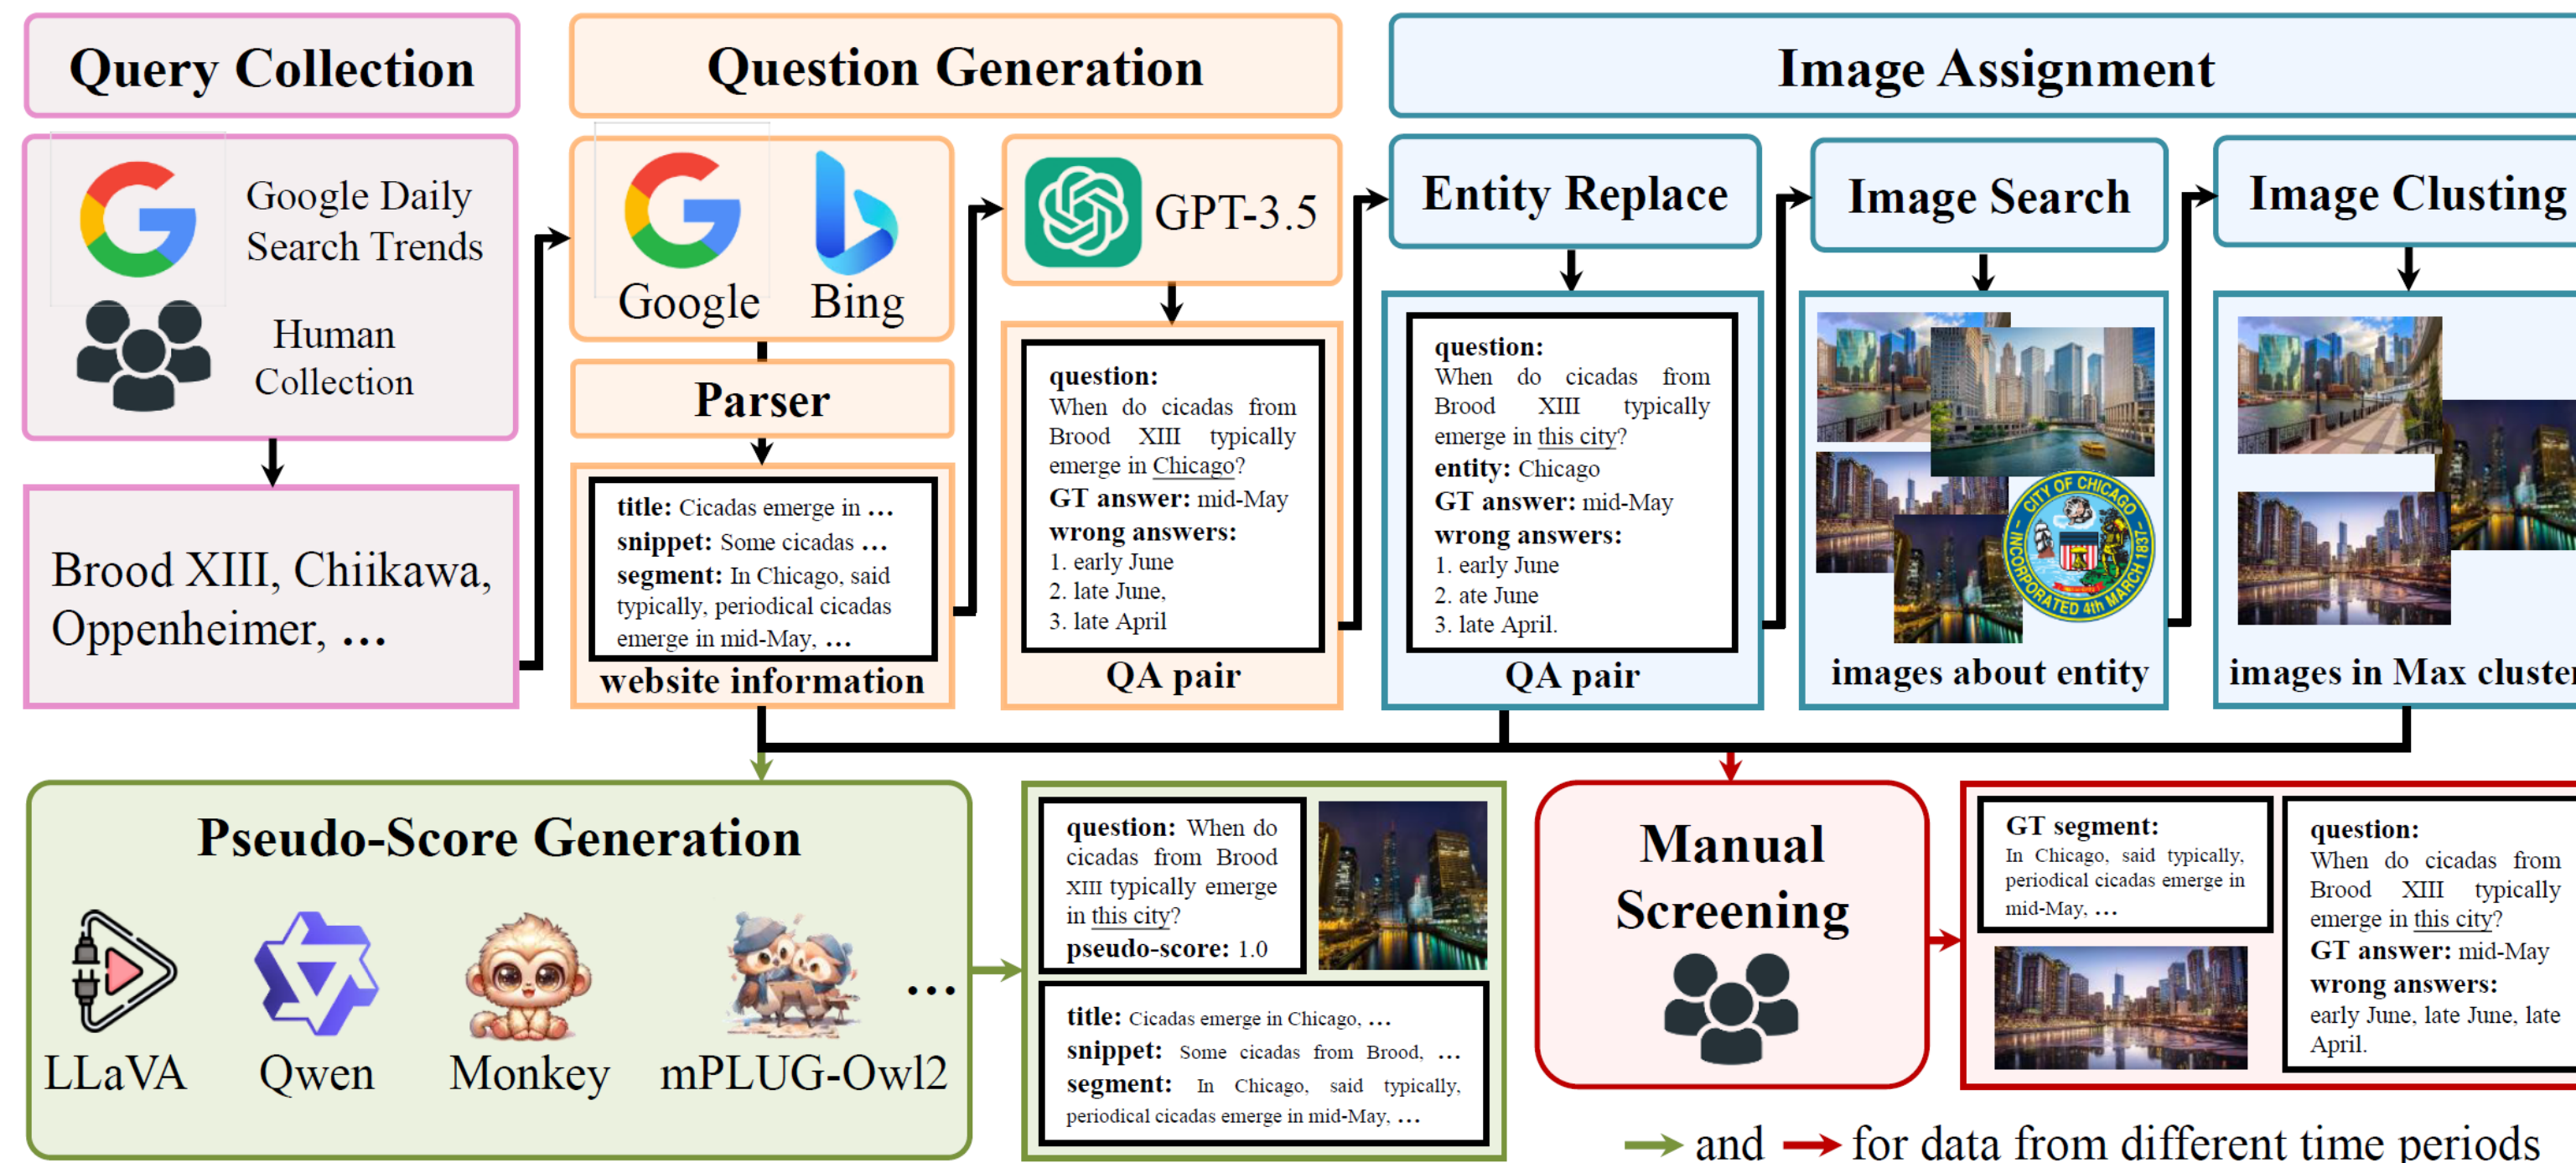 Query Collection
Question Generation
Image Assignment
Google Daily
Search Trends
Human
Collection
Brood XIII, Chiikawa,
Oppenheimer, ...
Google
Bing
Parser
title: Cicadas emerge in ...
snippet: Some cicadas ...
segment: In Chicago, said
typically, periodical cicadas
emerge in mid-May, ...
website information
GPT-3.5
question:
When do cicadas from
Brood XIII typically
emerge in Chicago?
GT answer: mid-May
wrong answers:
1. early June
2. late June,
3. late April
QA pair
Entity Replace
question:
When do cicadas from
Brood XIII typically
emerge in this city?
entity: Chicago
GT answer: mid-May
wrong answers:
1. early June
2. ate June
3. late April.
QA pair
Image Search
CITY OF CHICAGO
INCORPORATED 4th MARCH 1837
images about entity
Image Clusting
images in Max cluster
Pseudo-Score Generation
LLaVA
Qwen
Monkey
mPLUG-Owl2
...
question: When do
cicadas from Brood
XIII typically emerge
in this city?
pseudo-score: 1.0
title: Cicadas emerge in Chicago, ...
snippet: Some cicadas from Brood, ...
segment: In Chicago, said typically,
periodical cicadas emerge in mid-May, ...
Manual
Screening
GT segment:
In Chicago, said typically,
periodical cicadas emerge in
mid-May, ...
question:
When do cicadas from
Brood XIII typically
emerge in this city?
GT answer: mid-May
wrong answers:
early June, late June, late
April.
and
for data from different time periods